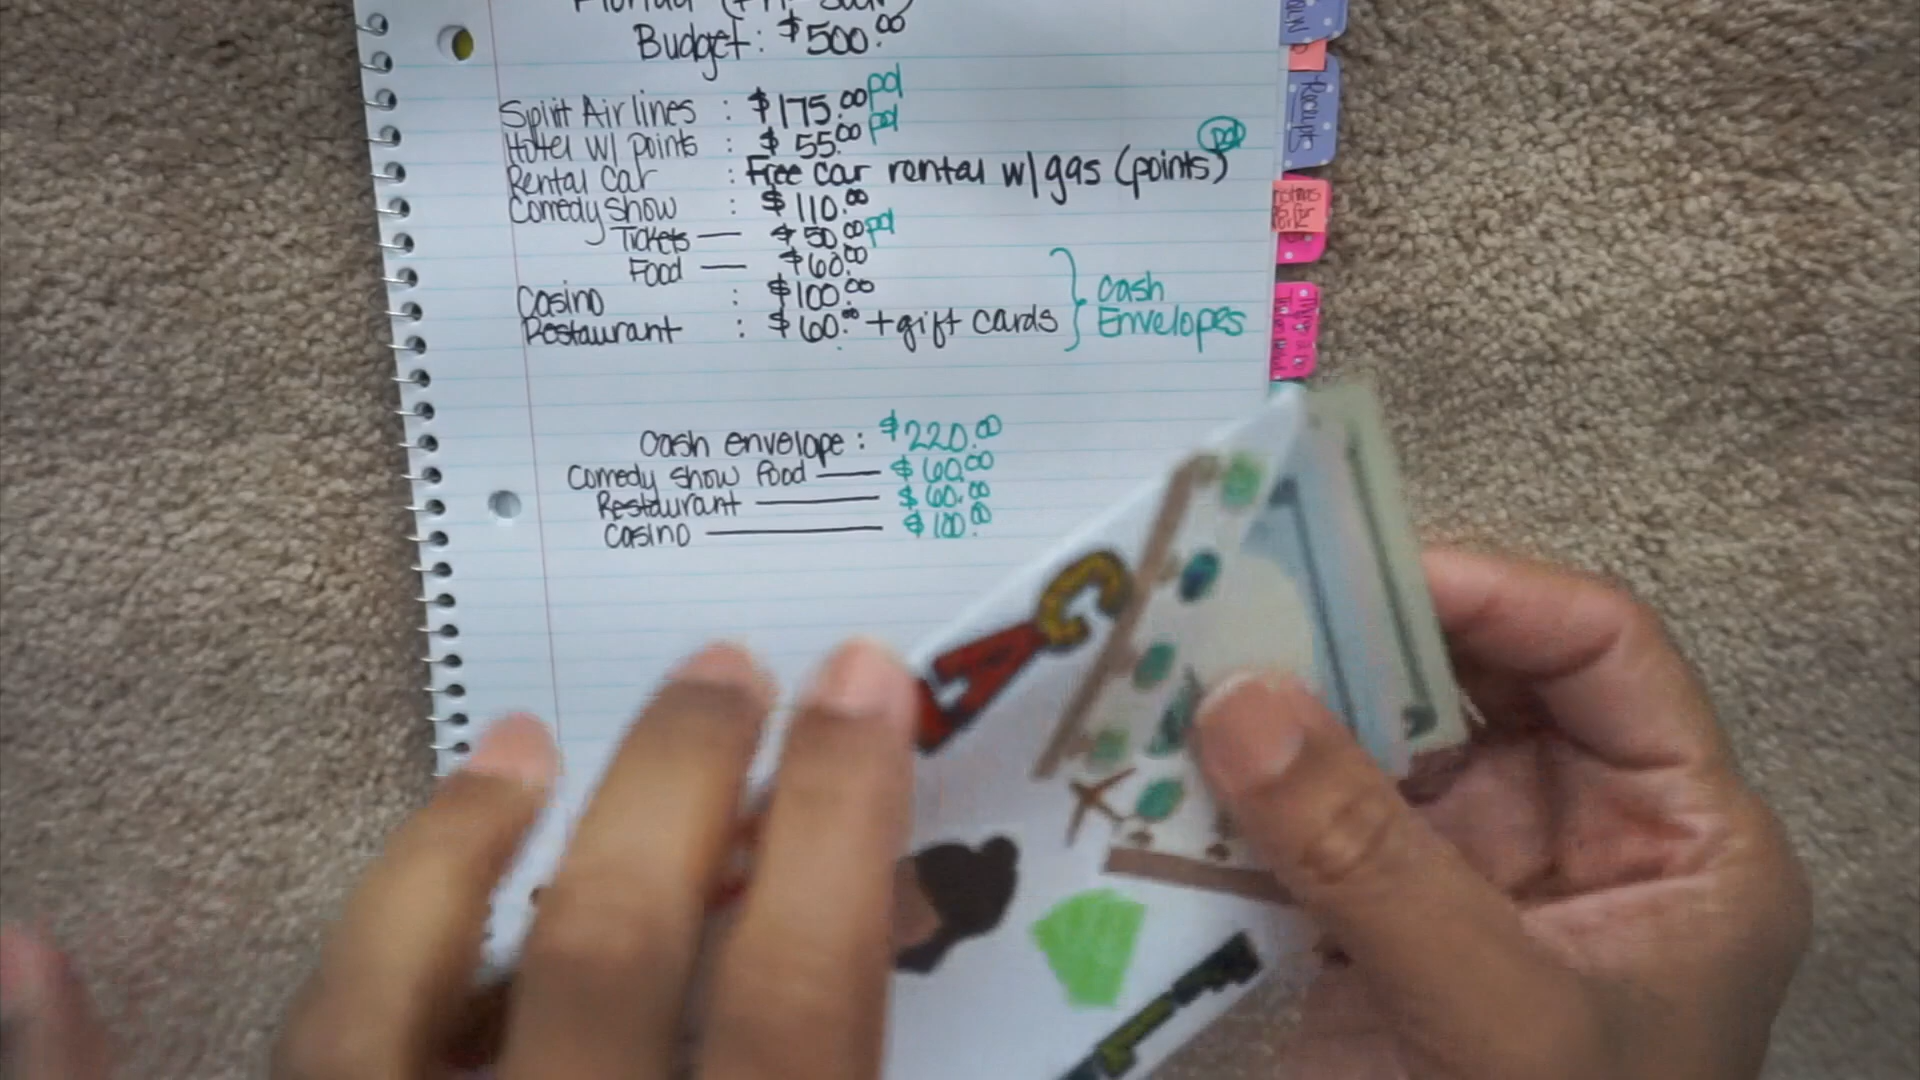 Florida
Budget: $500.00
Spirit Airlines : $175.00 pd
Hotel w/ points : $55.00 pd
Rental Car : Free car rental w/gas (points) pd
Comedy Show : $110.00
Tickets — $50.00 pd
Food — $60.00
Casino : $100.00
Restaurant : $60.00 + gift cards
Cash Envelopes
Cash envelope : $220.00
Comedy Show Food — $60.00
Restaurant — $60.00
Casino — $100.00
Receipts